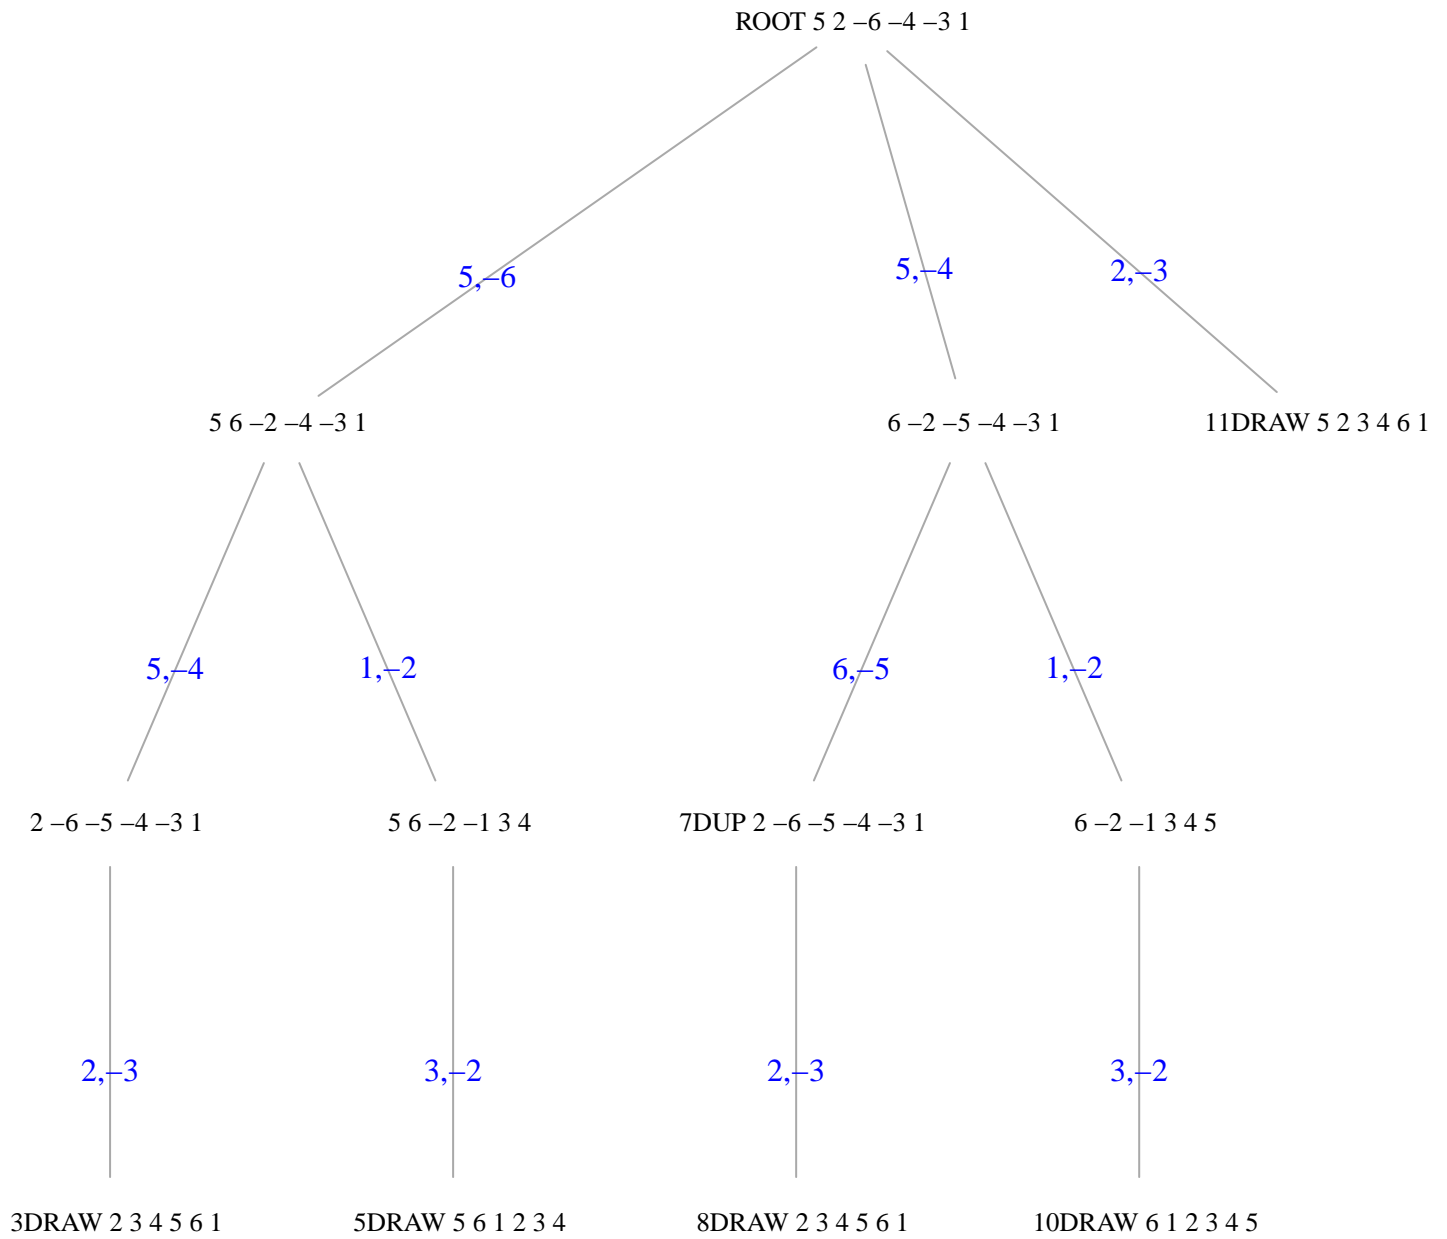 ROOT 5 2 –6 –4 –3 1
5,–6
5,–4
2,–3
5 6 –2 –4 –3 1
6 –2 –5 –4 –3 1
11DRAW 5 2 3 4 6 1
5,–4
1,–2
6,–5
1,–2
2 –6 –5 –4 –3 1
5 6 –2 –1 3 4
7DUP 2 –6 –5 –4 –3 1
6 –2 –1 3 4 5
2,–3
3,–2
2,–3
3,–2
3DRAW 2 3 4 5 6 1
5DRAW 5 6 1 2 3 4
8DRAW 2 3 4 5 6 1
10DRAW 6 1 2 3 4 5